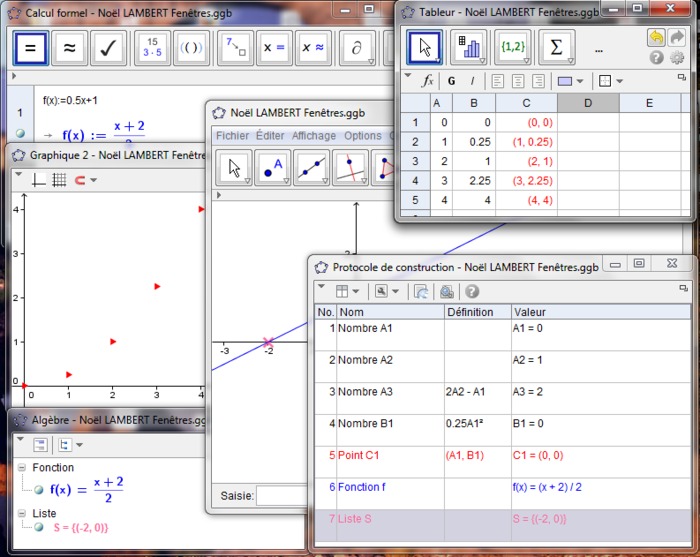 Calcul formel - Noël LAMBERT Fenêtres.ggb
= ≈ ✓ 15 3·5 (()) 7 x = x ≈ ∂
f(x):=0.5x+1
1
→ f(x) := x + 2
Tableur - Noël LAMBERT Fenêtres.ggb
{1,2} Σ ...
fx G I
A B C D E
1 0 0 (0, 0)
2 1 0.25 (1, 0.25)
3 2 1 (2, 1)
4 3 2.25 (3, 2.25)
5 4 4 (4, 4)
Noël LAMBERT Fenêtres.ggb
Fichier Éditer Affichage Options
A
2
-3 -2
Saisie:
Graphique 2 - Noël LAMBERT Fenêtre
4
3
2
1
0
0 1 2 3 4
Protocole de construction - Noël LAMBERT Fenêtres.ggb
No. Nom Définition Valeur
1 Nombre A1 A1 = 0
2 Nombre A2 A2 = 1
3 Nombre A3 2A2 - A1 A3 = 2
4 Nombre B1 0.25A1² B1 = 0
5 Point C1 (A1, B1) C1 = (0, 0)
6 Fonction f f(x) = (x + 2) / 2
7 Liste S S = {(-2, 0)}
Algèbre - Noël LAMBERT Fenêtres.gg
Fonction
f(x) = x + 2
2
Liste
S = {(-2, 0)}